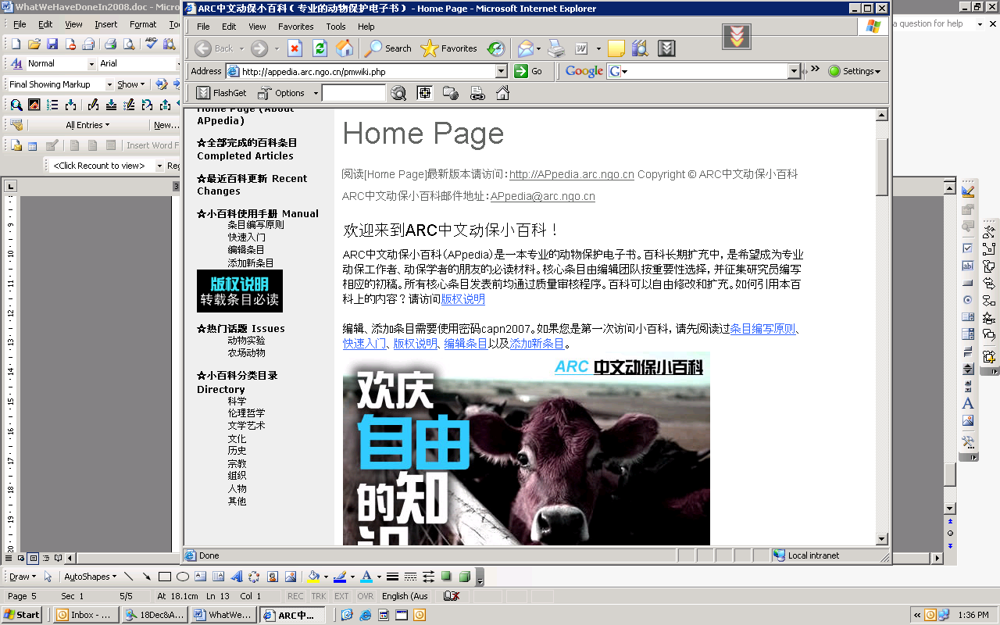 WhatWeHaveDoneIn2008.doc - Micro
ARC中文动保小百科（专业的动物保护电子书） - Home Page - Microsoft Internet Explorer
File Edit View Insert Format
File Edit View Favorites Tools Help
a question for help
Back Search Favorites
Normal Arial
Address http://appedia.arc.ngo.cn/pmwiki.php Go Google G Settings
Final Showing Markup Show
FlashGet Options
All Entries New...
Insert Word F
<Click Recount to view>
Home Page (About
APpedia)
★全部完成的百科条目
Completed Articles
★最近百科更新 Recent
Changes
★小百科使用手册 Manual
条目编写原则
快速入门
编辑条目
添加新条目
版权说明
转载条目必读
★热门话题 Issues
动物实验
农场动物
★小百科分类目录
Directory
科学
伦理哲学
文学艺术
文化
历史
宗教
组织
人物
其他
Home Page
阅读[Home Page]最新版本请访问：http://APpedia.arc.ngo.cn Copyright © ARC中文动保小百科
ARC中文动保小百科邮件地址：APpedia@arc.ngo.cn
欢迎来到ARC中文动保小百科！
ARC中文动保小百科（APpedia）是一本专业的动物保护电子书。百科长期扩充中，是希望成为专业
动保工作者、动保学者的朋友的必读材料。核心条目由编辑团队按重要性选择，并征集研究员编写
相应的初稿。所有核心条目发表前均通过质量审核程序。百科可以自由修改和扩充。如何引用本百
科上的内容？请访问版权说明
编辑、添加条目需要使用密码capn2007。如果您是第一次访问小百科，请先阅读过条目编写原则、
快速入门、版权说明、编辑条目以及添加新条目。
ARC 中文动保小百科
欢庆
自由
的知
识
Done Local intranet
Draw AutoShapes
Page 5 Sec 1 5/5 At 18.1cm Ln 13 Col 1 REC TRK EXT OVR English (Aus
Start Inbox - ... 18Dec&A... WhatWe... ARC中... 1:36 PM